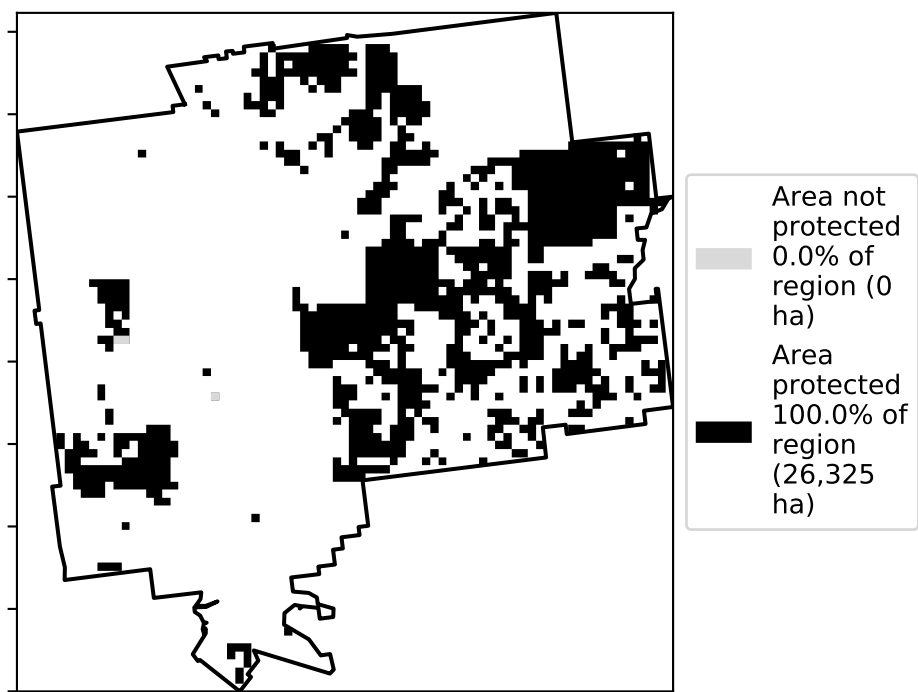 Area not
protected
0.0% of
region (0
ha)
Area
protected
100.0% of
region
(26,325
ha)